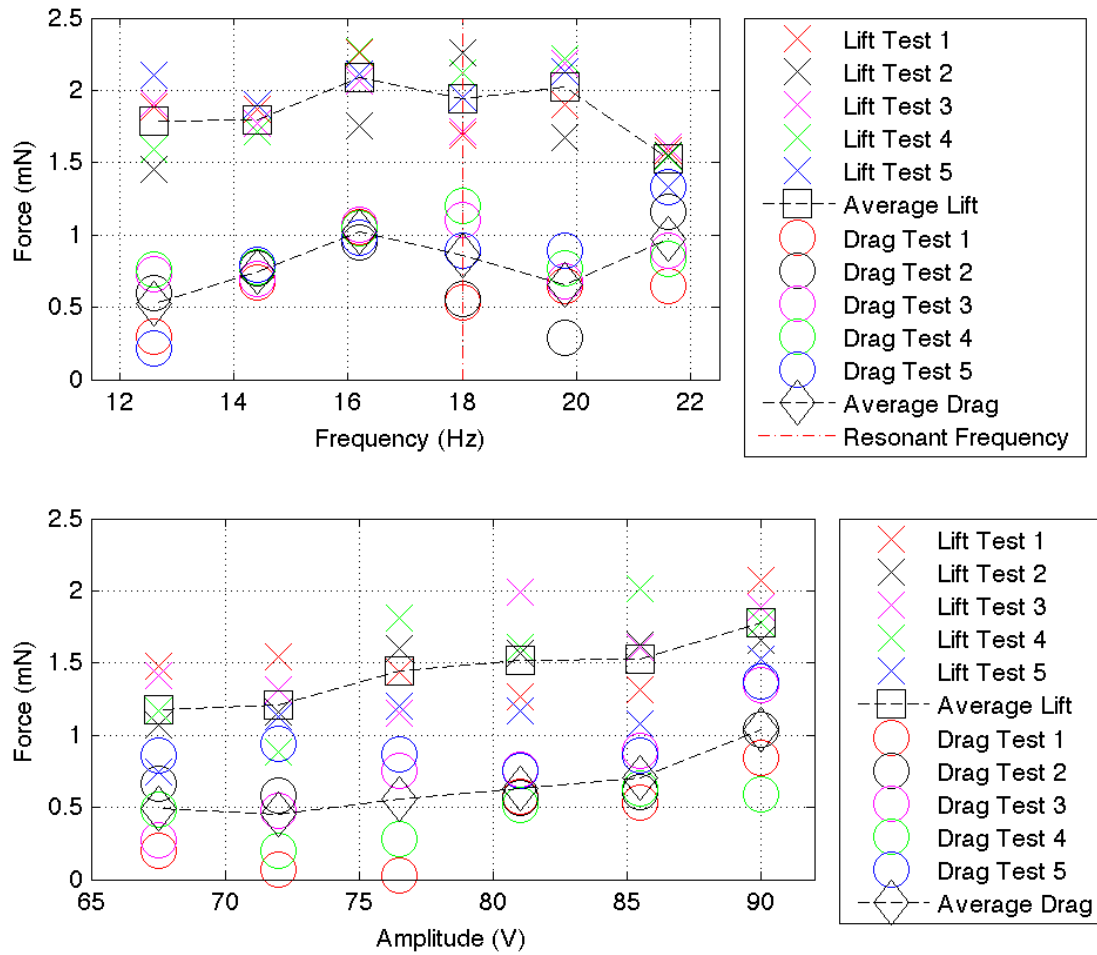 2.5
2
1.5
1
0.5
0
Force (mN)
12 14 16 18 20 22
Frequency (Hz)
Lift Test 1
Lift Test 2
Lift Test 3
Lift Test 4
Lift Test 5
Average Lift
Drag Test 1
Drag Test 2
Drag Test 3
Drag Test 4
Drag Test 5
Average Drag
Resonant Frequency
2.5
2
1.5
1
0.5
0
Force (mN)
65 70 75 80 85 90
Amplitude (V)
Lift Test 1
Lift Test 2
Lift Test 3
Lift Test 4
Lift Test 5
Average Lift
Drag Test 1
Drag Test 2
Drag Test 3
Drag Test 4
Drag Test 5
Average Drag